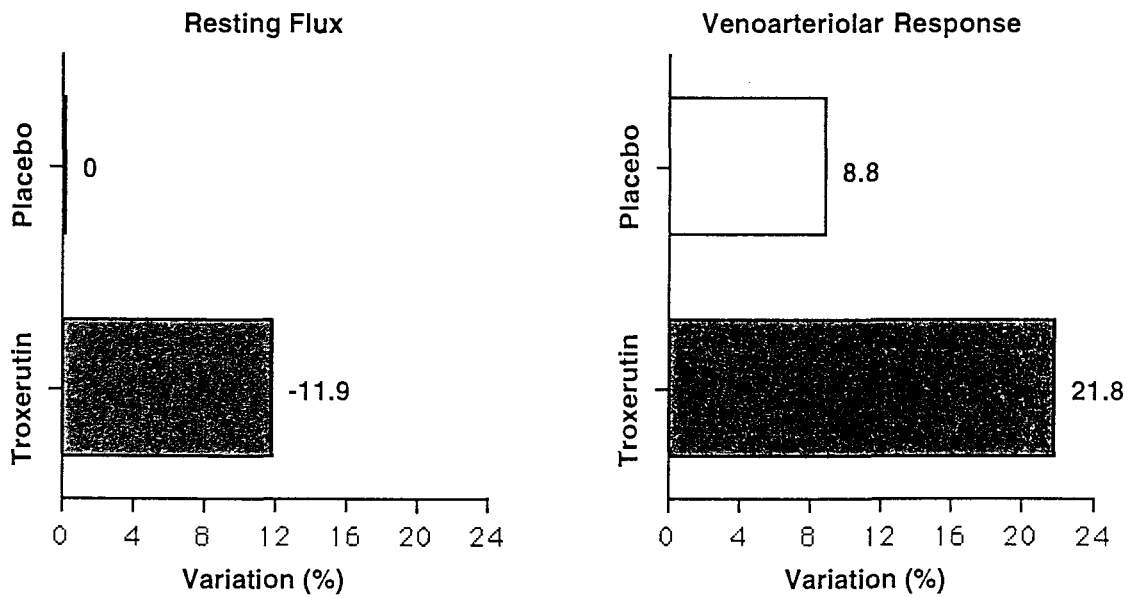 Resting Flux
Placebo
0
Troxerutin
-11.9
0 4 8 12 16 20 24
Variation (%)
Venoarteriolar Response
Placebo
8.8
Troxerutin
21.8
0 4 8 12 16 20 24
Variation (%)